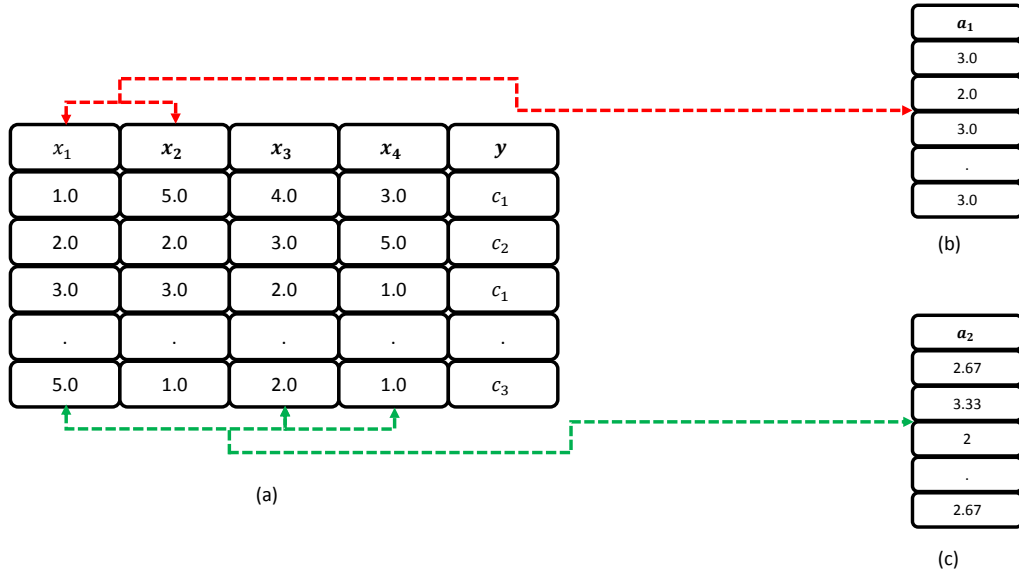 x₁ x₂ x₃ x₄ y
1.0 5.0 4.0 3.0 c₁
2.0 2.0 3.0 5.0 c₂
3.0 3.0 2.0 1.0 c₁
. . . . .
5.0 1.0 2.0 1.0 c₃
(a)
a₁
3.0
2.0
3.0
.
3.0
(b)
a₂
2.67
3.33
2
.
2.67
(c)